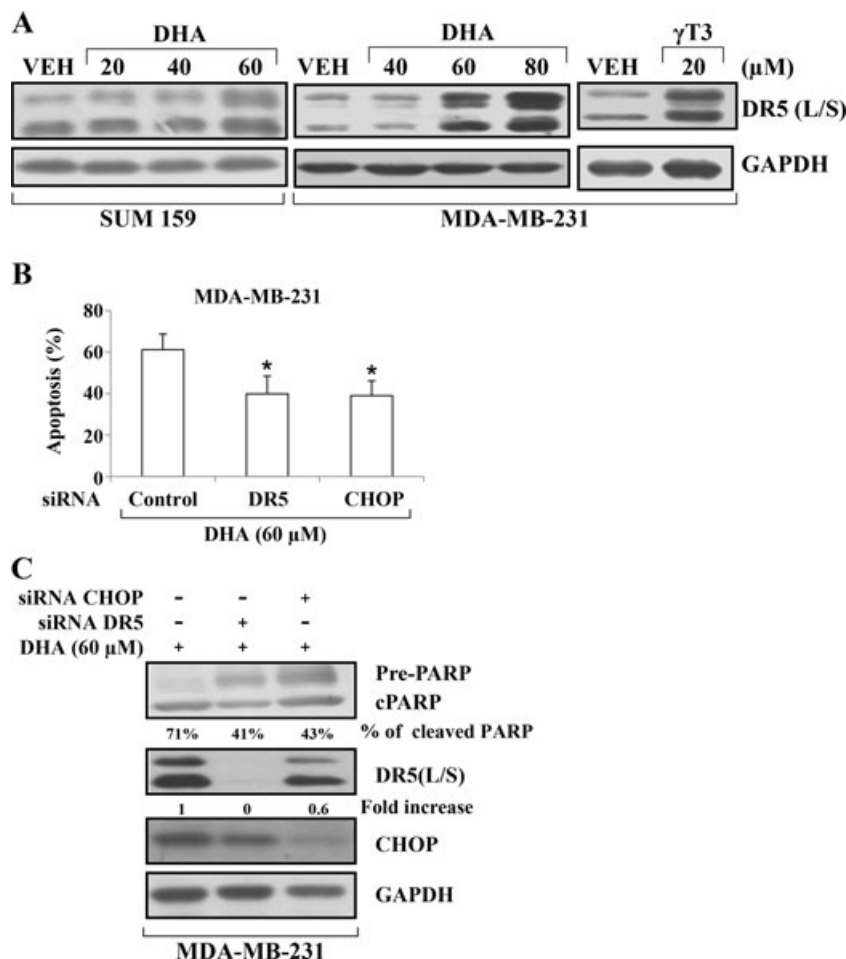 A
DHA DHA γT3
VEH 20 40 60 VEH 40 60 80 VEH 20 (μM)
DR5 (L/S)
GAPDH
SUM 159 MDA-MB-231
B
MDA-MB-231
80
60
40
20
0
Apoptosis (%)
* *
siRNA Control DR5 CHOP
DHA (60 μM)
C
siRNA CHOP - - +
siRNA DR5 - + -
DHA (60 μM) + + +
Pre-PARP
cPARP
71% 41% 43% % of cleaved PARP
DR5(L/S)
1 0 0.6 Fold increase
CHOP
GAPDH
MDA-MB-231